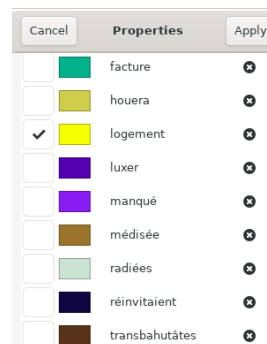 Cancel Properties Apply
facture
houera
logement
luxer
manqué
médisée
radiées
réinvitaient
transbahutâtes